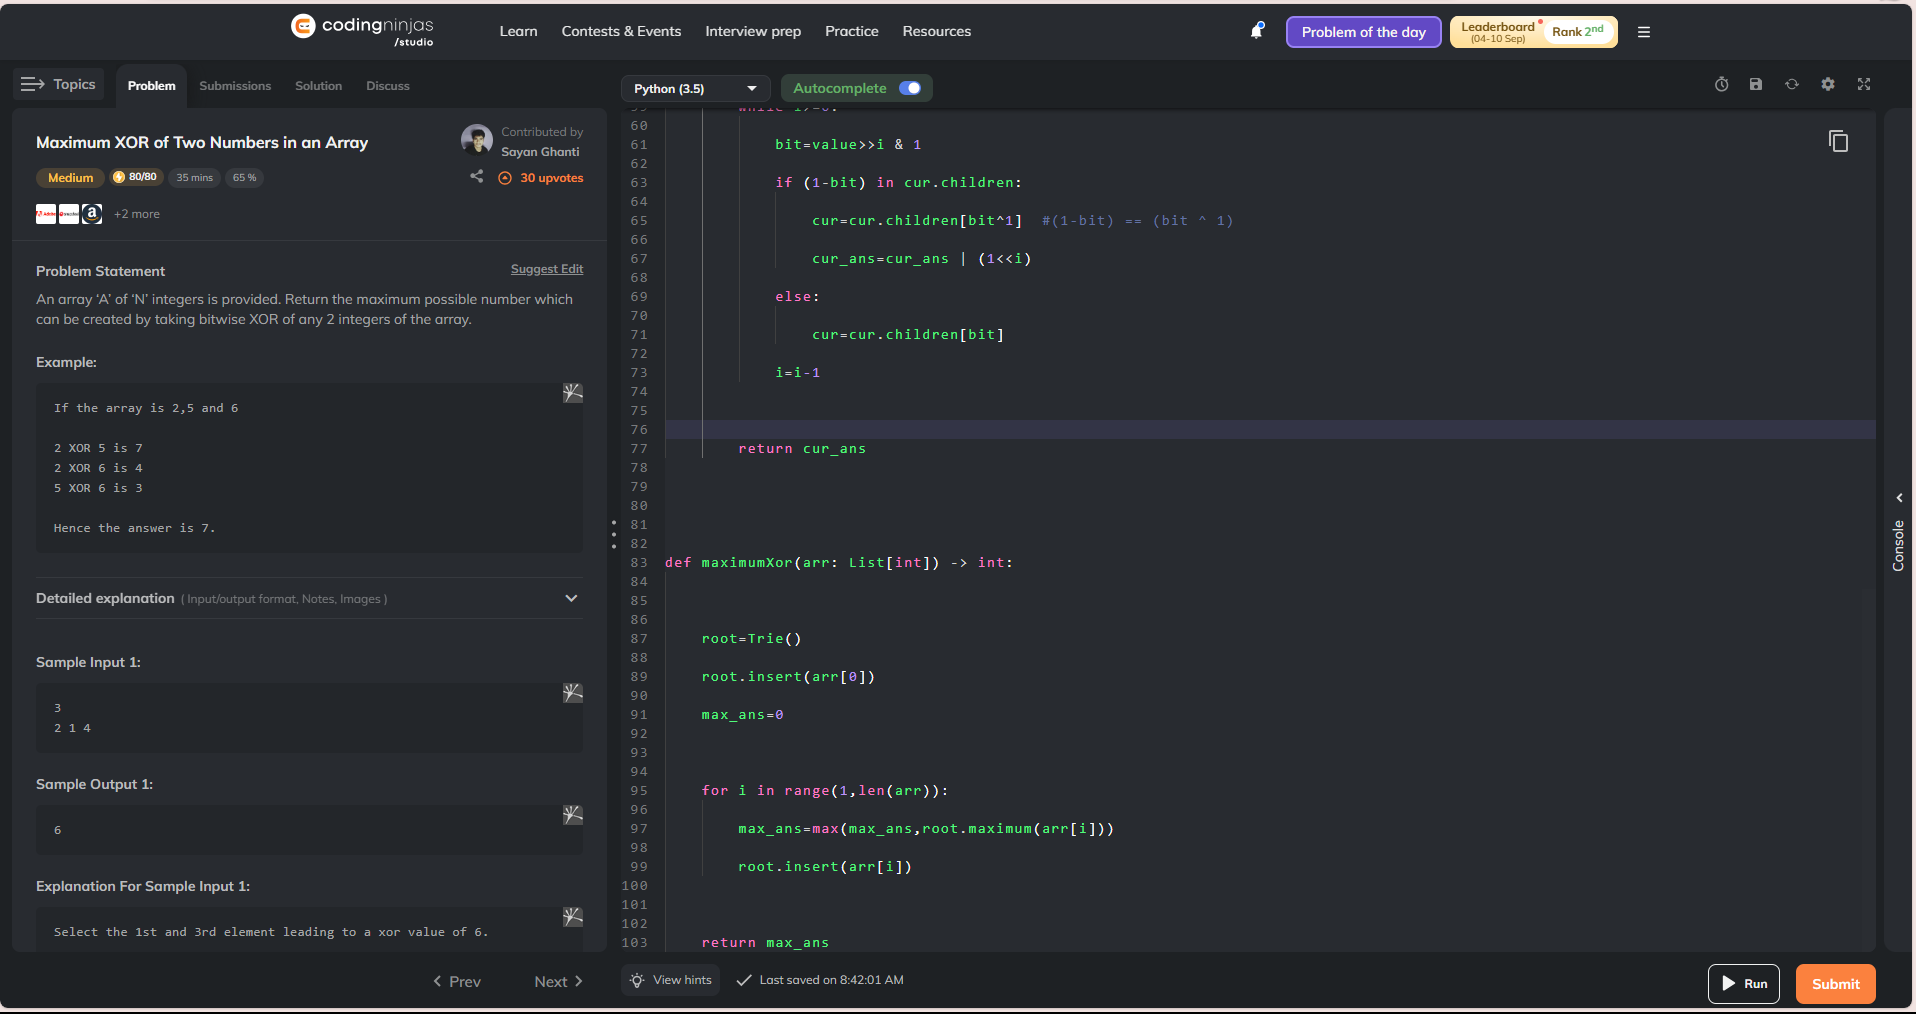 codingninjas
/studio
Learn
Contests & Events
Interview prep
Practice
Resources
Problem of the day
Leaderboard
(04-10 Sep)
Rank 2nd
Topics
Problem
Submissions
Solution
Discuss
Maximum XOR of Two Numbers in an Array
Contributed by
Sayan Ghanti
Medium
80/80
35 mins
65 %
30 upvotes
a
+2 more
Problem Statement
Suggest Edit
An array ‘A’ of ‘N’ integers is provided. Return the maximum possible number which
can be created by taking bitwise XOR of any 2 integers of the array.
Example:
If the array is 2,5 and 6
2 XOR 5 is 7
2 XOR 6 is 4
5 XOR 6 is 3
Hence the answer is 7.
Detailed explanation ( Input/output format, Notes, Images )
Sample Input 1:
3
2 1 4
Sample Output 1:
6
Explanation For Sample Input 1:
Select the 1st and 3rd element leading to a xor value of 6.
Prev
Next
Python (3.5)
Autocomplete
60
61 bit=value>>i & 1
62
63 if (1-bit) in cur.children:
64
65 cur=cur.children[bit^1] #(1-bit) == (bit ^ 1)
66
67 cur_ans=cur_ans | (1<<i)
68
69 else:
70
71 cur=cur.children[bit]
72
73 i=i-1
74
75
76
77 return cur_ans
78
79
80
81
82
83 def maximumXor(arr: List[int]) -> int:
84
85
86
87 root=Trie()
88
89 root.insert(arr[0])
90
91 max_ans=0
92
93
94
95 for i in range(1,len(arr)):
96
97 max_ans=max(max_ans,root.maximum(arr[i]))
98
99 root.insert(arr[i])
100
101
102
103 return max_ans
Console
View hints
Last saved on 8:42:01 AM
Run
Submit